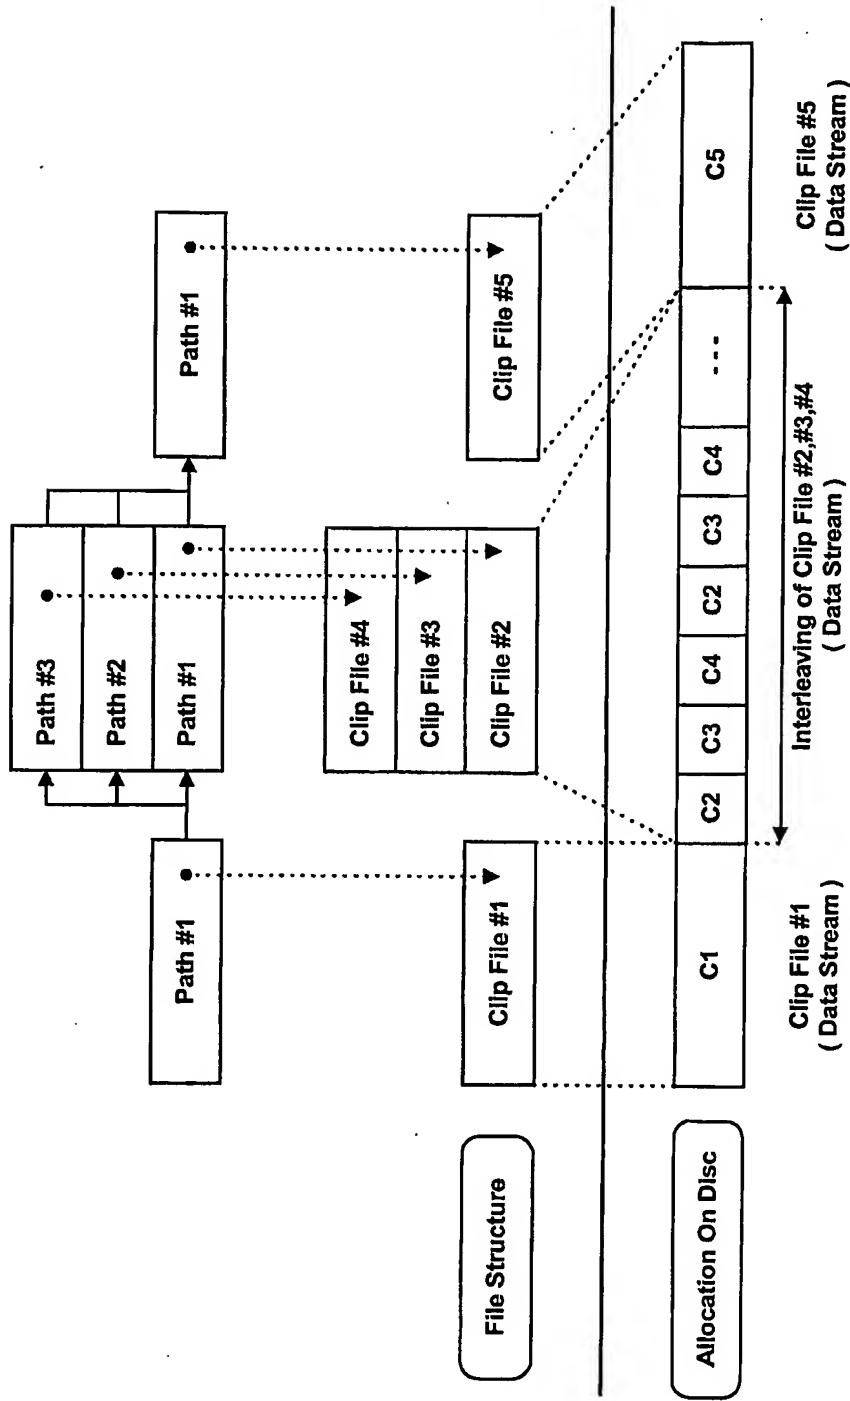 Path #3
Path #2
Path #1
Path #1
Path #1
File Structure
Clip File #1
Clip File #4
Clip File #3
Clip File #2
Clip File #5
Allocation On Disc
C1
C2
C3
C4
C2
C3
C4
---
C5
Clip File #1
( Data Stream )
Interleaving of Clip File #2,#3,#4
( Data Stream )
Clip File #5
( Data Stream )